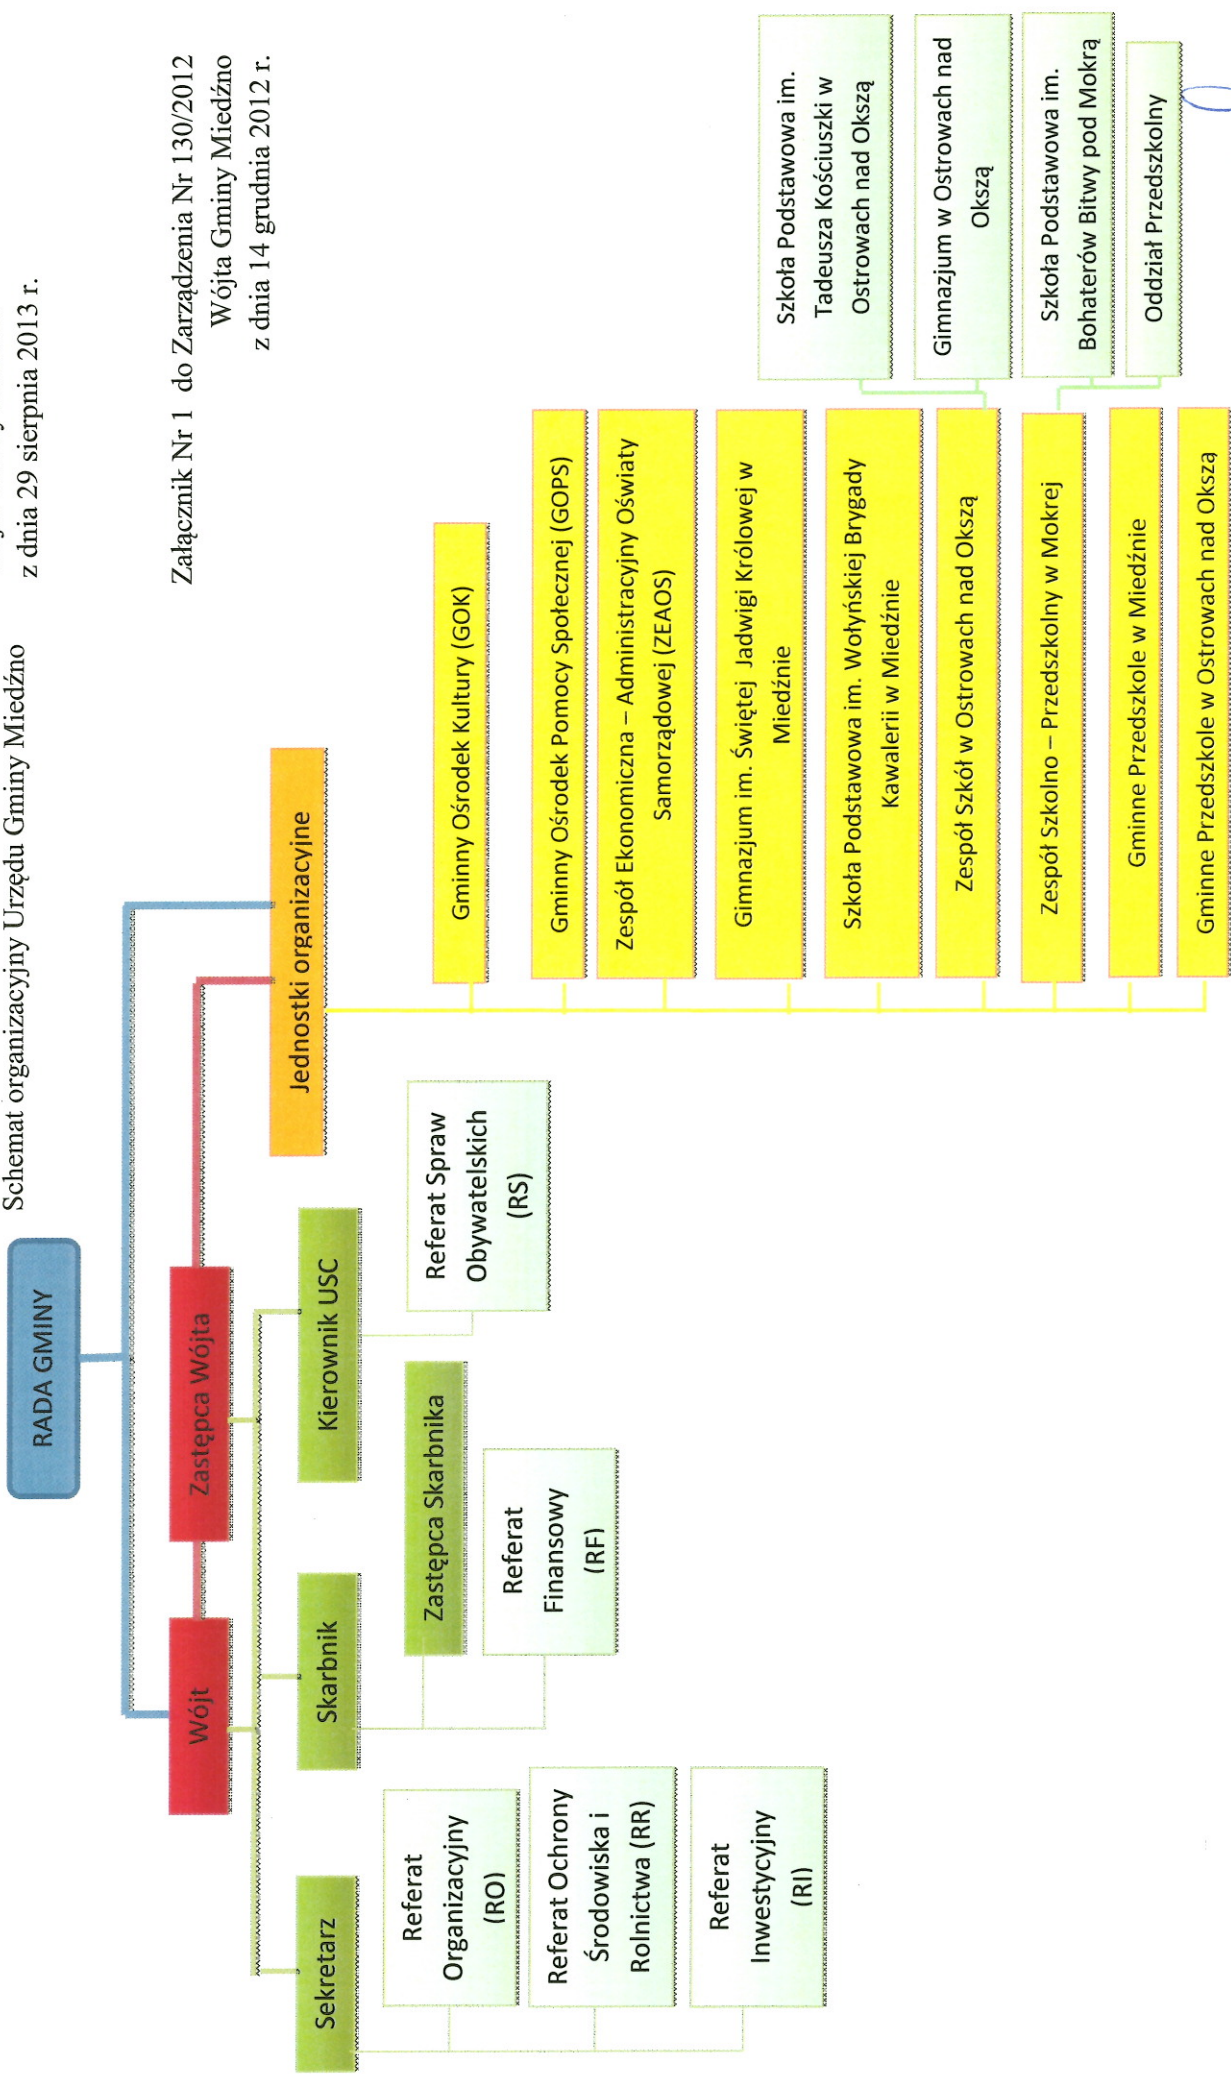 z dnia 29 sierpnia 2013 r.
Schemat organizacyjny Urzędu Gminy Miedźno
Załącznik Nr 1 do Zarządzenia Nr 130/2012
Wójta Gminy Miedźno
z dnia 14 grudnia 2012 r.
RADA GMINY
Wójt
Zastępca Wójta
Jednostki organizacyjne
Sekretarz
Skarbnik
Kierownik USC
Referat
Organizacyjny
(RO)
Referat Ochrony
Środowiska i
Rolnictwa (RR)
Referat
Inwestycyjny
(RI)
Zastępca Skarbnika
Referat
Finansowy
(RF)
Referat Spraw
Obywatelskich
(RS)
Gminny Ośrodek Kultury (GOK)
Gminny Ośrodek Pomocy Społecznej (GOPS)
Zespół Ekonomiczna – Administracyjny Oświaty
Samorządowej (ZEAOS)
Gimnazjum im. Świętej Jadwigi Królowej w
Miedźnie
Szkoła Podstawowa im. Wołyńskiej Brygady
Kawalerii w Miedźnie
Zespół Szkół w Ostrowach nad Okszą
Zespół Szkolno – Przedszkolny w Mokrej
Gminne Przedszkole w Miedźnie
Gminne Przedszkole w Ostrowach nad Okszą
Szkoła Podstawowa im.
Tadeusza Kościuszki w
Ostrowach nad Okszą
Gimnazjum w Ostrowach nad
Okszą
Szkoła Podstawowa im.
Bohaterów Bitwy pod Mokrą
Oddział Przedszkolny